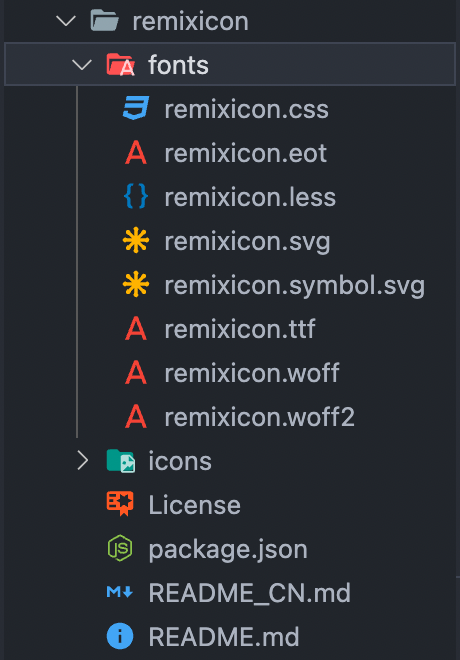 remixicon
fonts
remixicon.css
remixicon.eot
remixicon.less
remixicon.svg
remixicon.symbol.svg
remixicon.ttf
remixicon.woff
remixicon.woff2
icons
License
package.json
README_CN.md
README.md